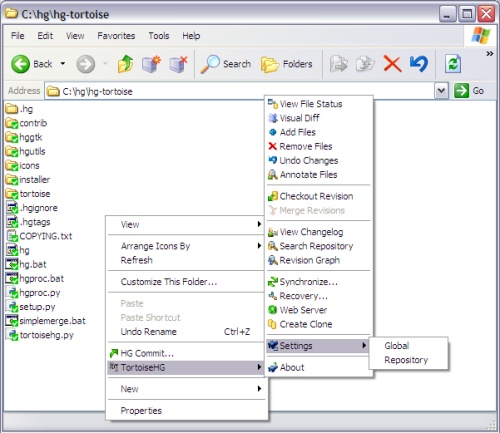 C:\hg\hg-tortoise
File Edit View Favorites Tools Help
Back Search Folders
Address C:\hg\hg-tortoise Go
.hg
contrib
hggtk
hgutils
icons
installer
tortoise
.hgignore
.hgtags
COPYING.txt
hg
hg.bat
hgproc.bat
hgproc.py
setup.py
simplemerge.bat
tortoisehg.py
View
Arrange Icons By
Refresh
Customize This Folder...
Paste
Paste Shortcut
Undo Rename Ctrl+Z
HG Commit...
TortoiseHG
New
Properties
View File Status
Visual Diff
Add Files
Remove Files
Undo Changes
Annotate Files
Checkout Revision
Merge Revisions
View Changelog
Search Repository
Revision Graph
Synchronize...
Recovery...
Web Server
Create Clone
Settings
About
Global
Repository